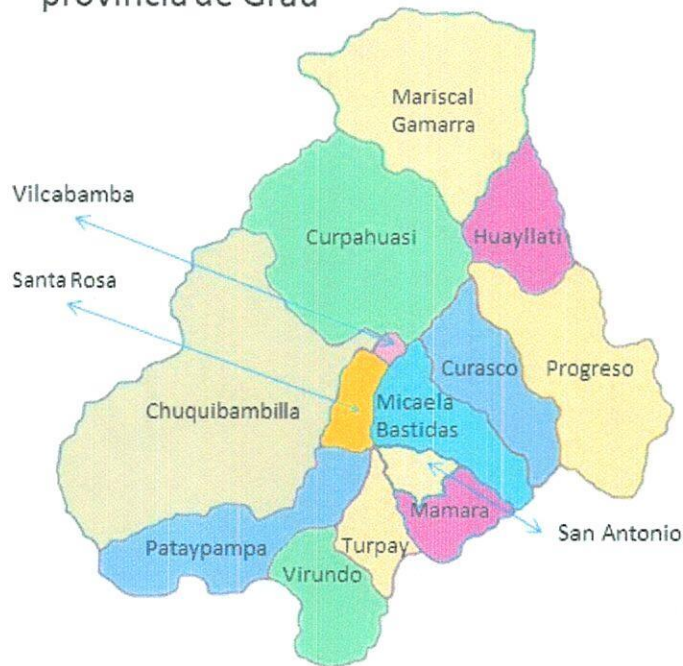 provincia de Grau
Mariscal
Gamarra
Vilcabamba
Curpahuasi
Huayllati
Santa Rosa
Curasco
Progreso
Chuquibambilla
Micaela
Bastidas
Mamara
San Antonio
Pataypampa
Turpay
Virundo